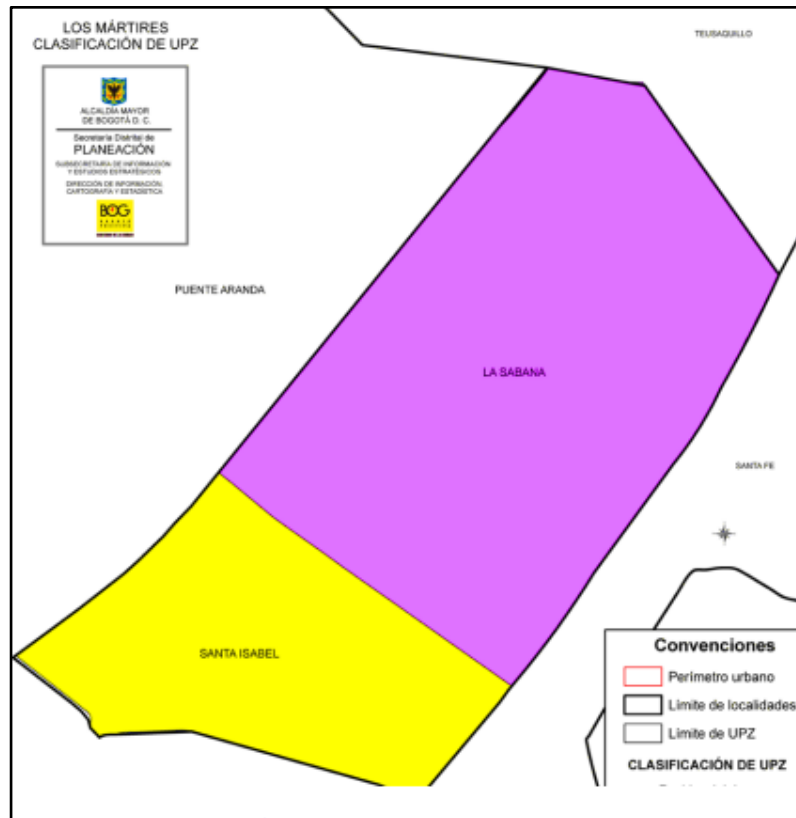 LOS MÁRTIRES
CLASIFICACIÓN DE UPZ
ALCALDÍA MAYOR
DE BOGOTÁ D. C.
Secretaría Distrital de
PLANEACIÓN
SUBSECRETARÍA DE INFORMACIÓN
Y ESTUDIOS ESTRATÉGICOS
DIRECCIÓN DE INFORMACIÓN,
CARTOGRAFÍA Y ESTADÍSTICA
BOG
TEUSAQUILLO
PUENTE ARANDA
LA SABANA
SANTA FE
SANTA ISABEL
Convenciones
Perímetro urbano
Límite de localidades
Límite de UPZ
CLASIFICACIÓN DE UPZ